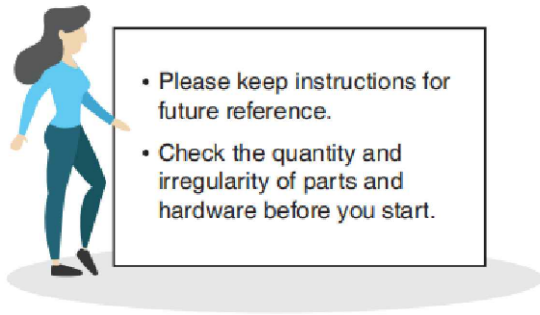 • Please keep instructions for
future reference.
• Check the quantity and
irregularity of parts and
hardware before you start.